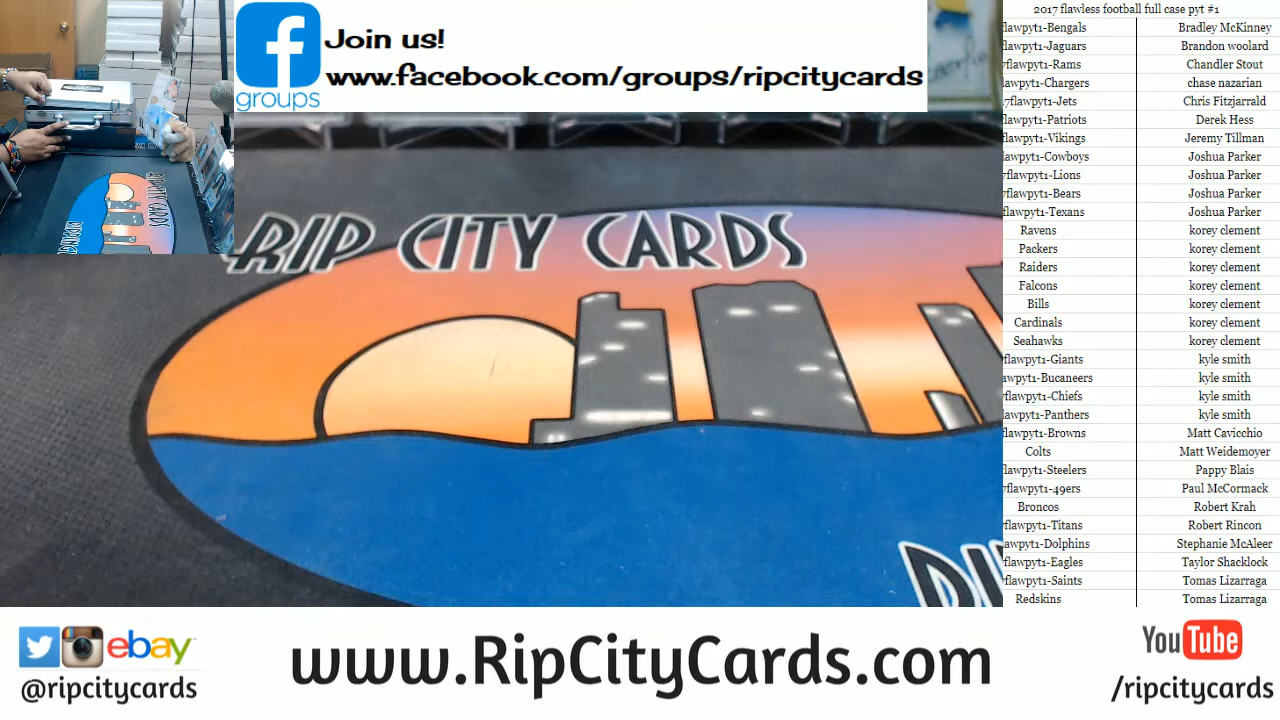 Join us!
www.facebook.com/groups/ripcitycards
groups
RIP CITY CARDS
2017 flawless football full case pyt #1
flawpyt1-Bengals Bradley McKinney
flawpyt1-Jaguars Brandon woolard
flawpyt1-Rams Chandler Stout
awpyt1-Chargers chase nazarian
7flawpyt1-Jets Chris Fitzjarrald
flawpyt1-Patriots Derek Hess
flawpyt1-Vikings Jeremy Tillman
awpyt1-Cowboys Joshua Parker
flawpyt1-Lions Joshua Parker
flawpyt1-Bears Joshua Parker
flawpyt1-Texans Joshua Parker
Ravens korey clement
Packers korey clement
Raiders korey clement
Falcons korey clement
Bills korey clement
Cardinals korey clement
Seahawks korey clement
flawpyt1-Giants kyle smith
awpyt1-Bucaneers kyle smith
flawpyt1-Chiefs kyle smith
awpyt1-Panthers kyle smith
flawpyt1-Browns Matt Cavicchio
Colts Matt Weidemoyer
flawpyt1-Steelers Pappy Blais
7flawpyt1-49ers Paul McCormack
Broncos Robert Krah
flawpyt1-Titans Robert Rincon
awpyt1-Dolphins Stephanie McAleer
flawpyt1-Eagles Taylor Shacklock
flawpyt1-Saints Tomas Lizarraga
Redskins Tomas Lizarraga
ebay
@ripcitycards
www.RipCityCards.com
YouTube
/ripcitycards